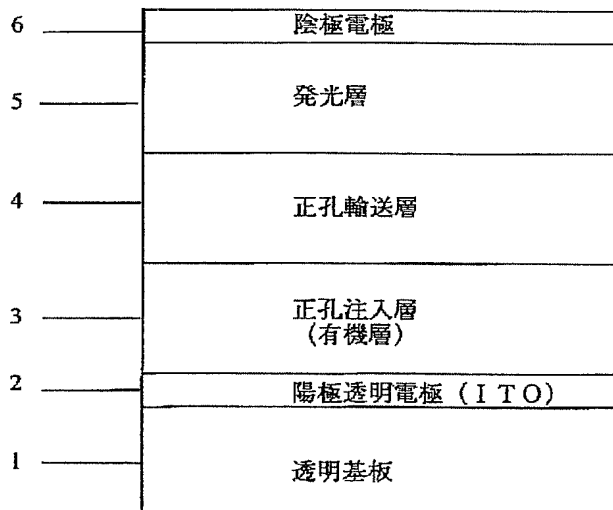 6 陰極電極
5 発光層
4 正孔輸送層
3 正孔注入層
(有機層)
2 陽極透明電極(ITO)
1 透明基板